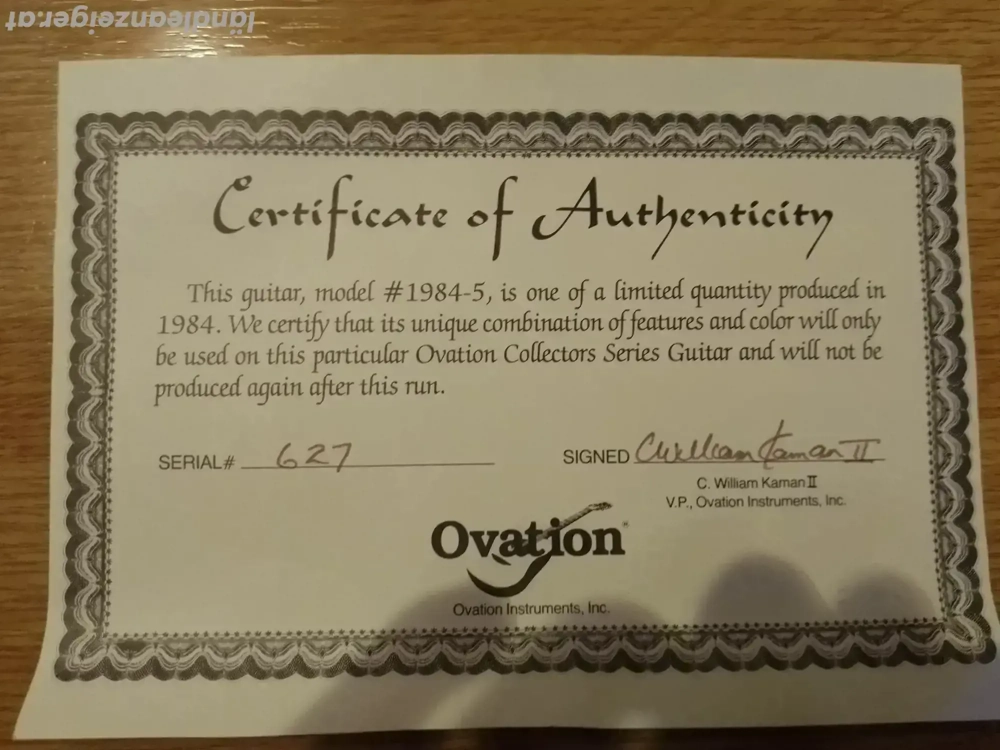 ländleanzeiger.at
Certificate of Authenticity
This guitar, model #1984-5, is one of a limited quantity produced in
1984. We certify that its unique combination of features and color will only
be used on this particular Ovation Collectors Series Guitar and will not be
produced again after this run.
SERIAL# 627
SIGNED CWilliam Kaman II
C. William Kaman II
V.P., Ovation Instruments, Inc.
Ovation®
Ovation Instruments, Inc.